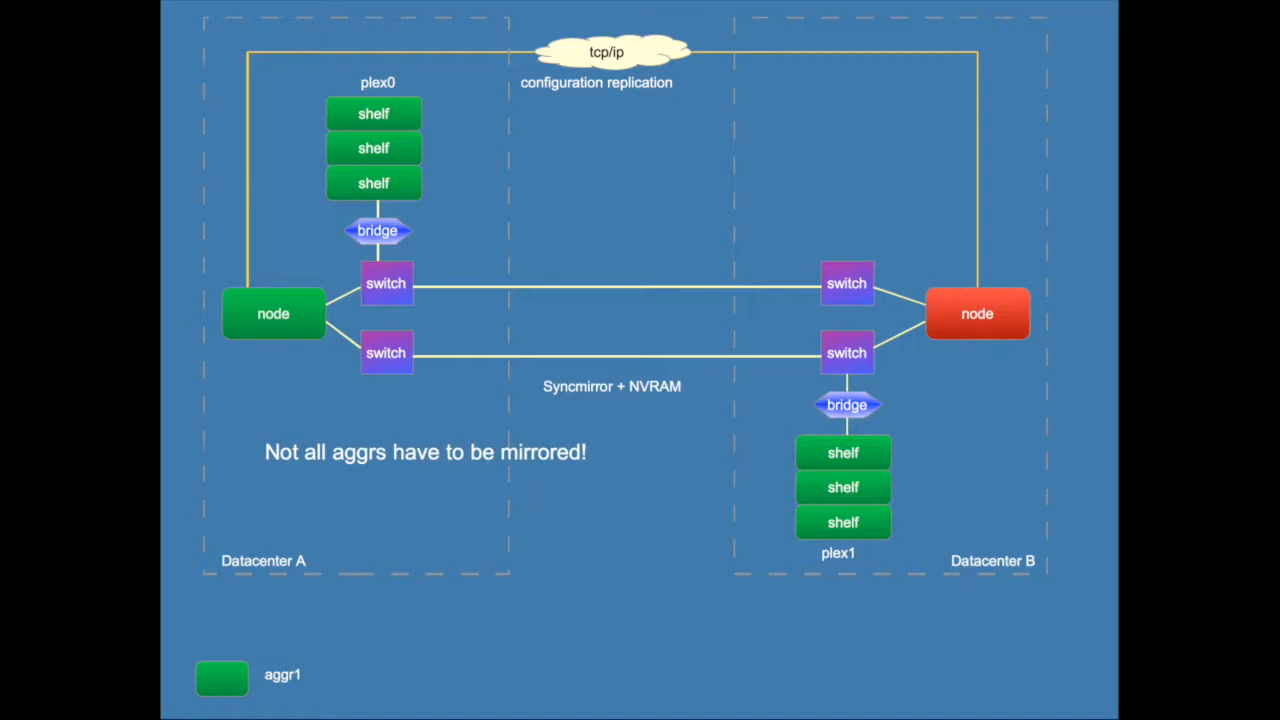 tcp/ip
plex0
configuration replication
shelf
shelf
shelf
bridge
switch
switch
node
node
switch
switch
Syncmirror + NVRAM
bridge
Not all aggrs have to be mirrored!
shelf
shelf
shelf
plex1
Datacenter A
Datacenter B
aggr1